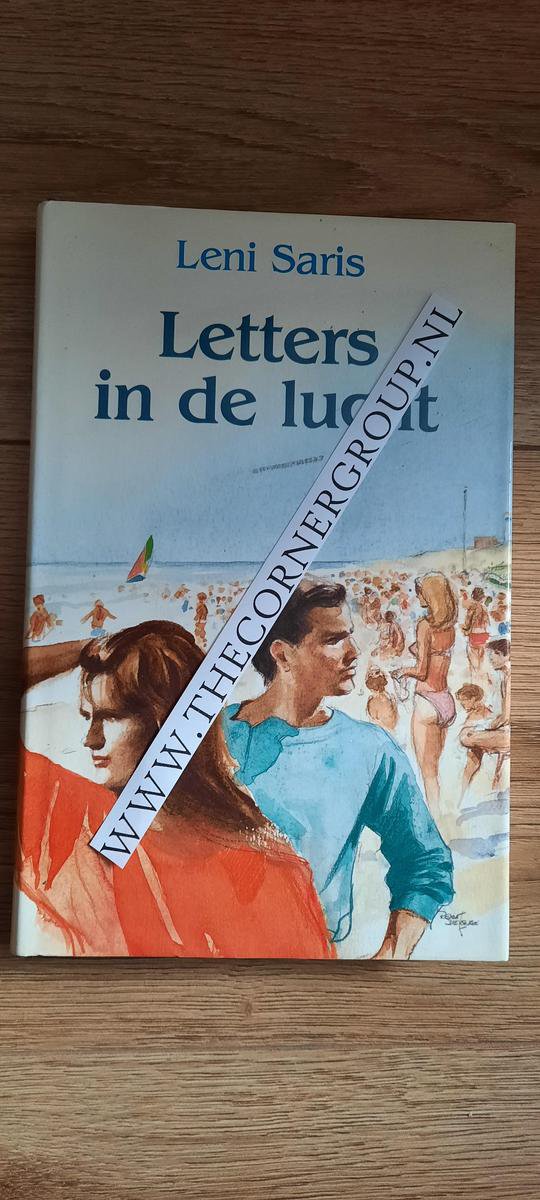 Leni Saris
Letters
in de lucht
WWW.THECORNERGROUP.NL